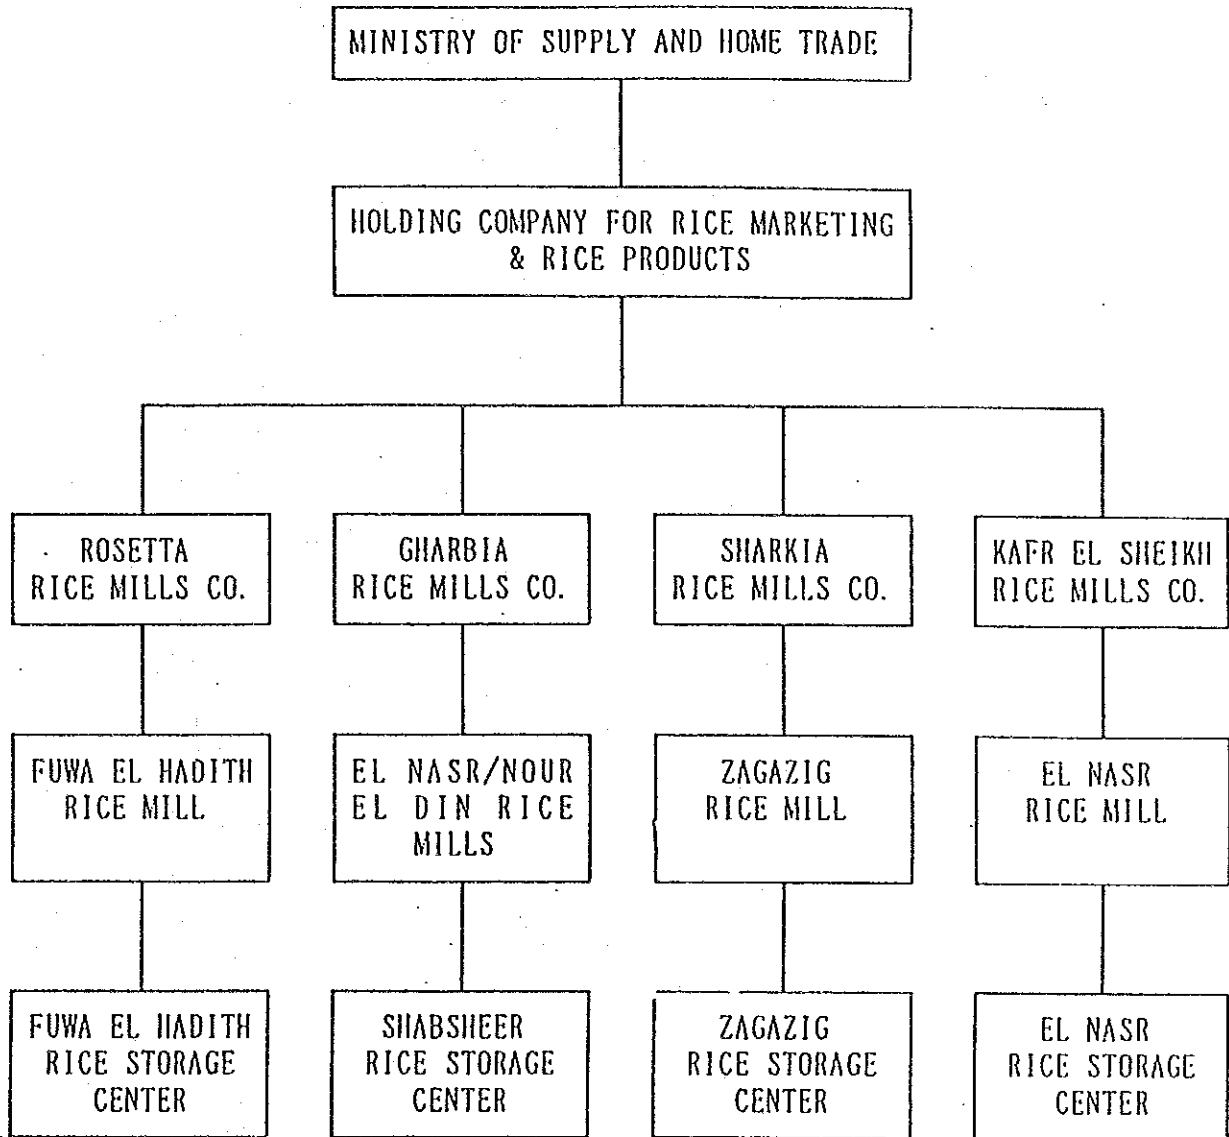 MINISTRY OF SUPPLY AND HOME TRADE
HOLDING COMPANY FOR RICE MARKETING
& RICE PRODUCTS
ROSETTA
RICE MILLS CO.
GHARBIA
RICE MILLS CO.
SHARKIA
RICE MILLS CO.
KAFR EL SHEIKH
RICE MILLS CO.
FUWA EL HADITH
RICE MILL
EL NASR/NOUR
EL DIN RICE
MILLS
ZAGAZIG
RICE MILL
EL NASR
RICE MILL
FUWA EL HADITH
RICE STORAGE
CENTER
SHABSHEER
RICE STORAGE
CENTER
ZAGAZIG
RICE STORAGE
CENTER
EL NASR
RICE STORAGE
CENTER